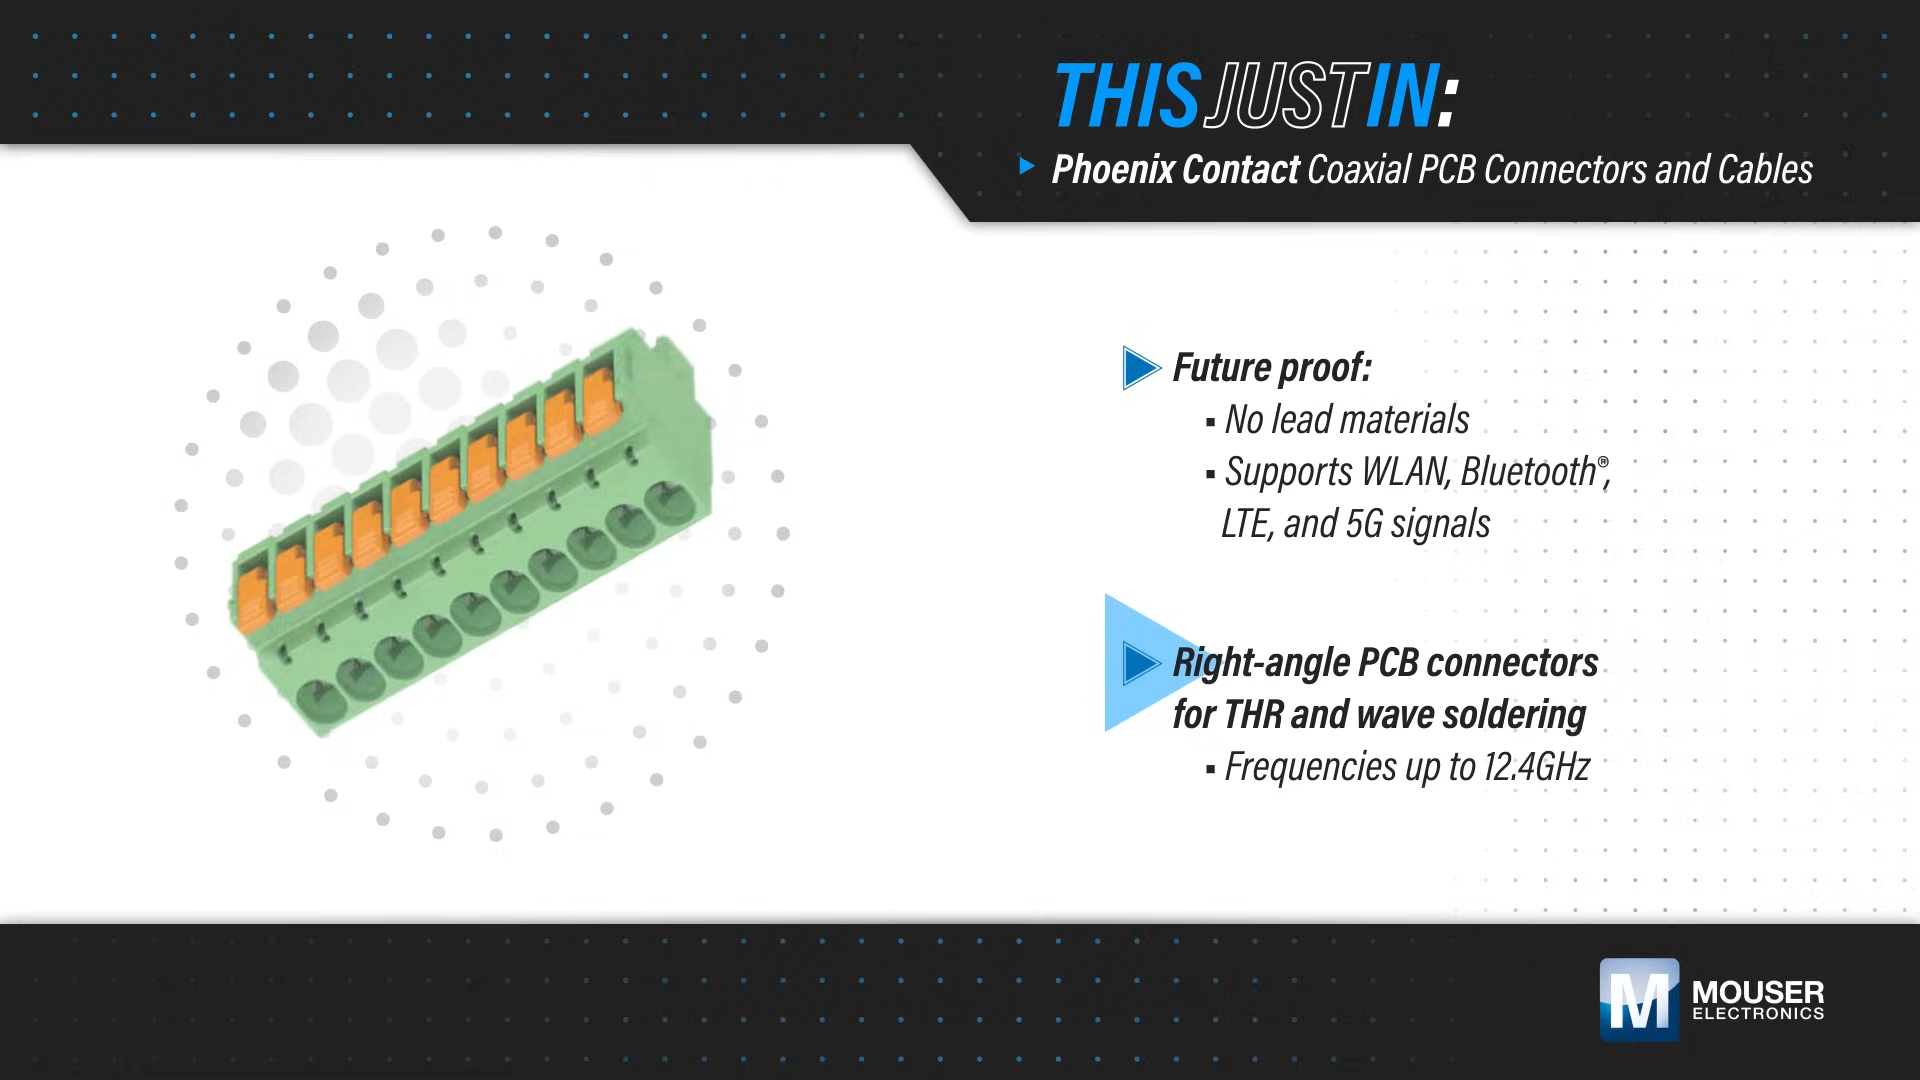 THIS JUST IN:
Phoenix Contact Coaxial PCB Connectors and Cables
Future proof:
▪ No lead materials
▪ Supports WLAN, Bluetooth®,
LTE, and 5G signals
Right-angle PCB connectors
for THR and wave soldering
▪ Frequencies up to 12.4GHz
M
MOUSER
ELECTRONICS